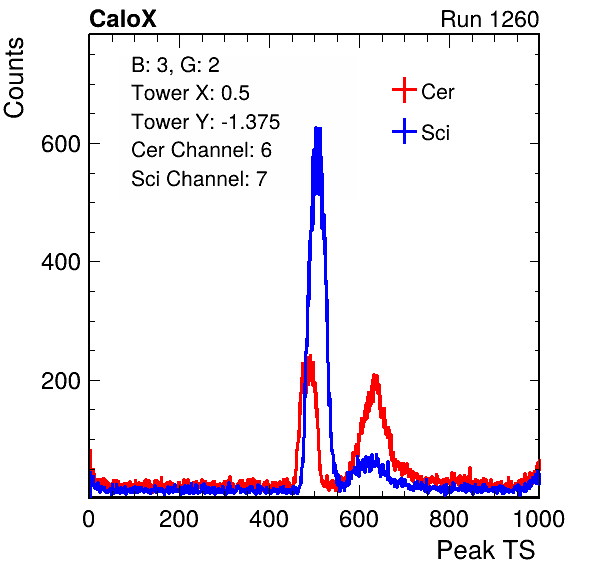 CaloX Run 1260
Counts
B: 3, G: 2
Tower X: 0.5
Tower Y: -1.375
Cer Channel: 6
Sci Channel: 7
Cer
Sci
600
400
200
0 200 400 600 800 1000
Peak TS